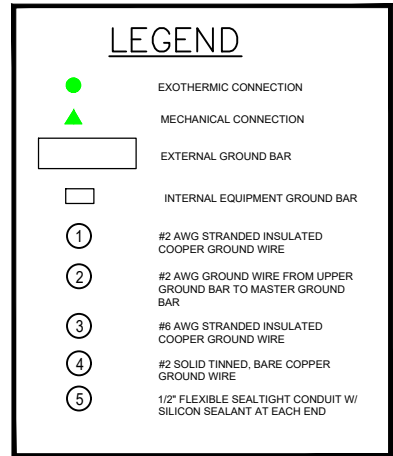 LEGEND
EXOTHERMIC CONNECTION
MECHANICAL CONNECTION
EXTERNAL GROUND BAR
INTERNAL EQUIPMENT GROUND BAR
1 #2 AWG STRANDED INSULATED
COOPER GROUND WIRE
2 #2 AWG GROUND WIRE FROM UPPER
GROUND BAR TO MASTER GROUND
BAR
3 #6 AWG STRANDED INSULATED
COOPER GROUND WIRE
4 #2 SOLID TINNED, BARE COPPER
GROUND WIRE
5 1/2" FLEXIBLE SEALTIGHT CONDUIT W/
SILICON SEALANT AT EACH END